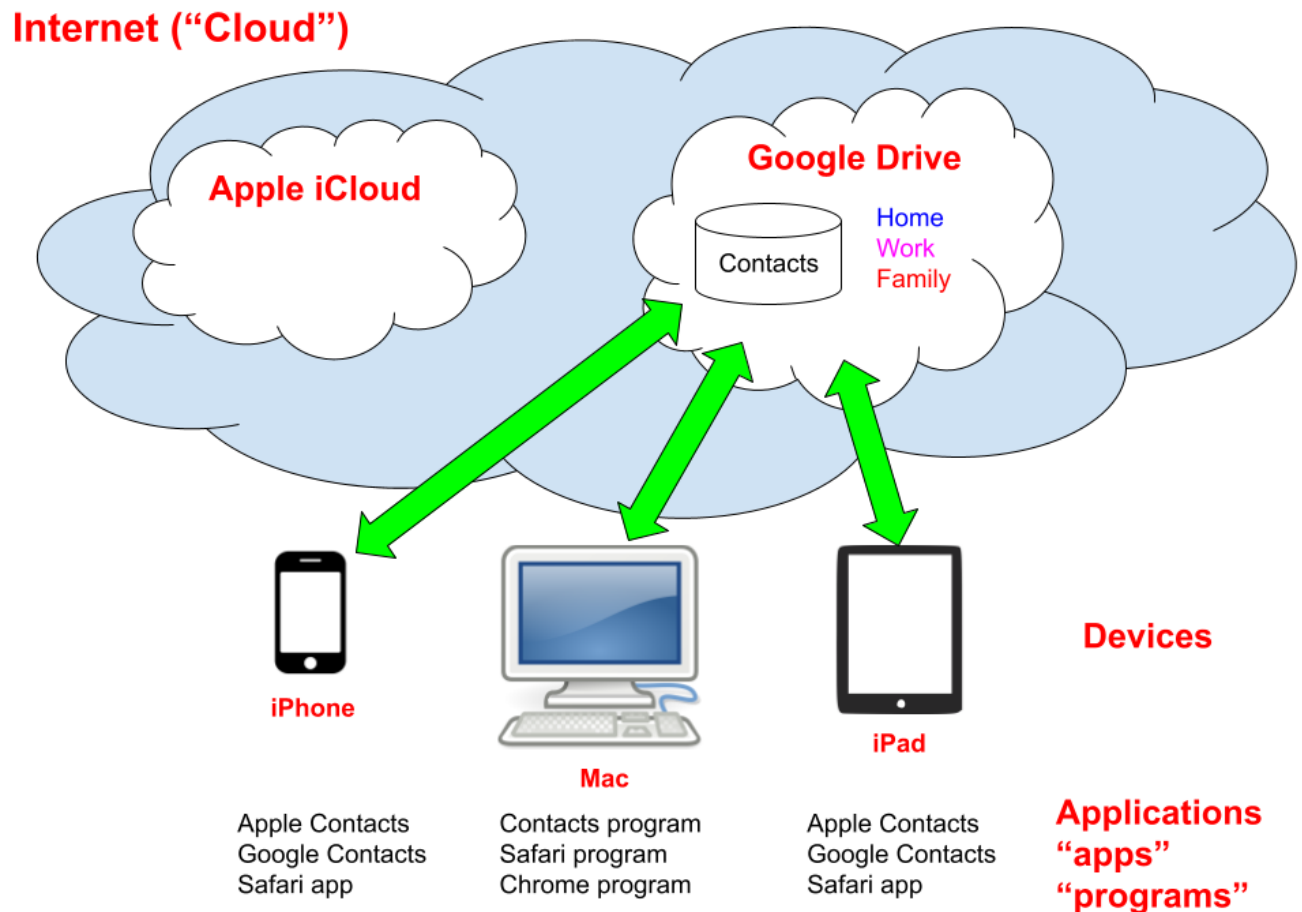 Internet (“Cloud”)
Apple iCloud
Google Drive
Contacts
Home
Work
Family
iPhone
Mac
iPad
Devices
Apple Contacts
Google Contacts
Safari app
Contacts program
Safari program
Chrome program
Apple Contacts
Google Contacts
Safari app
Applications
“apps”
“programs”